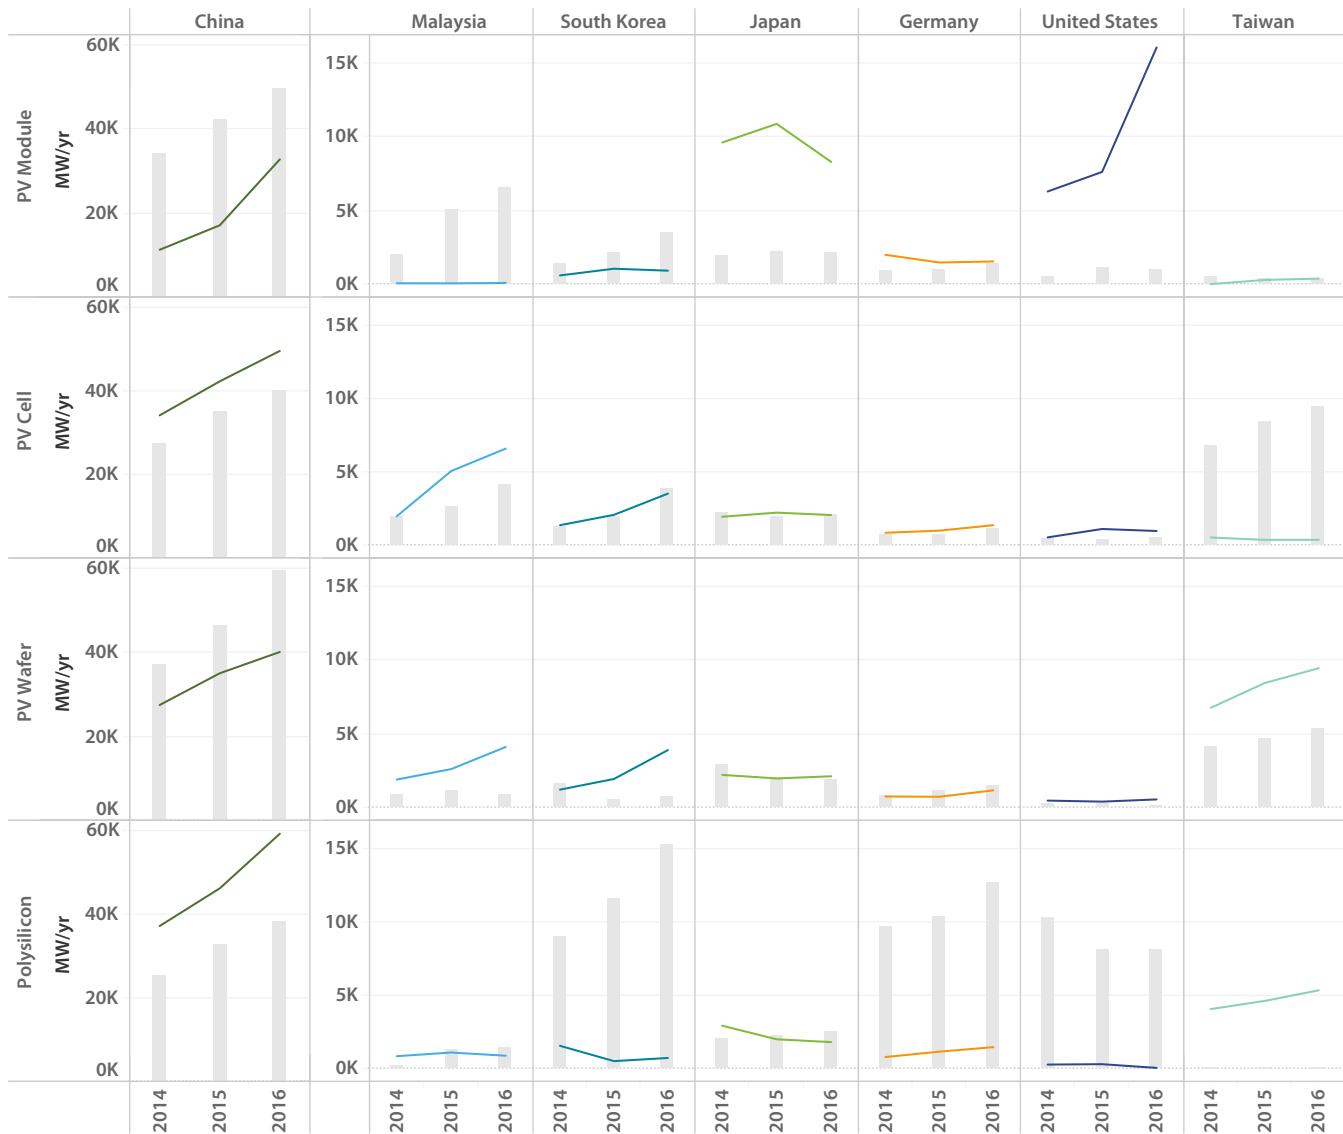 China Malaysia South Korea Japan Germany United States Taiwan
PV Module
MW/yr
60K
40K
20K
0K
15K
10K
5K
0K
PV Cell
MW/yr
60K
40K
20K
0K
15K
10K
5K
0K
PV Wafer
MW/yr
60K
40K
20K
0K
15K
10K
5K
0K
Polysilicon
MW/yr
60K
40K
20K
0K
15K
10K
5K
0K
2014 2015 2016 2014 2015 2016 2014 2015 2016 2014 2015 2016 2014 2015 2016 2014 2015 2016 2014 2015 2016